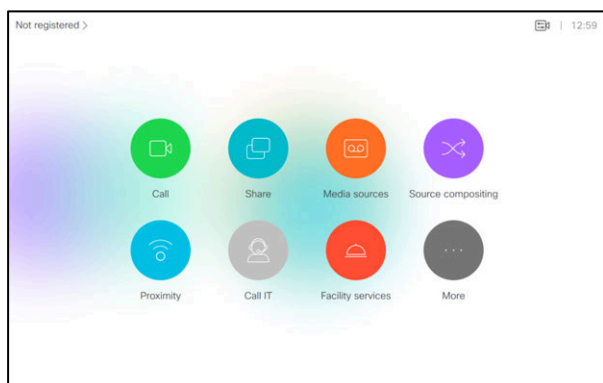 Not registered >
12:59
Call
Share
Media sources
Source compositing
Proximity
Call IT
Facility services
More